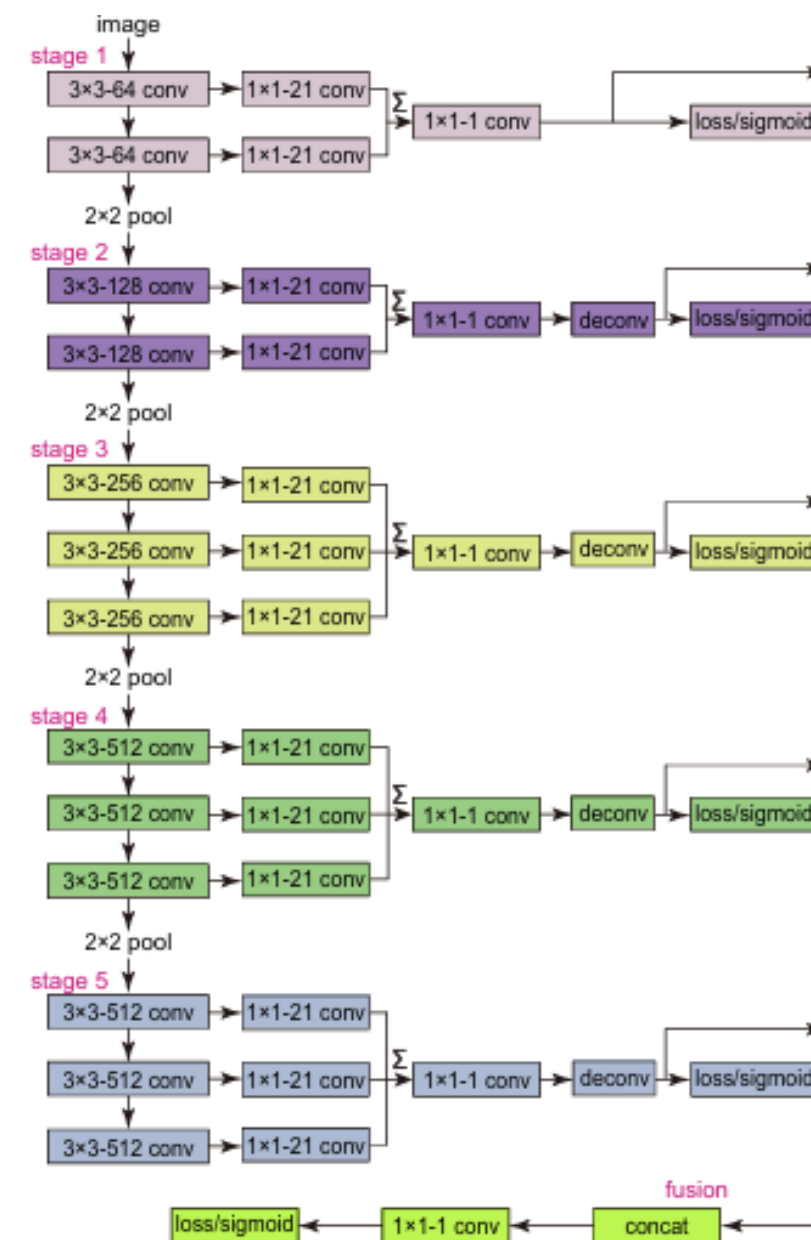 image
stage 1
3×3-64 conv 1×1-21 conv
Σ
1×1-1 conv loss/sigmoid
3×3-64 conv 1×1-21 conv
2×2 pool
stage 2
3×3-128 conv 1×1-21 conv
Σ
1×1-1 conv deconv loss/sigmoid
3×3-128 conv 1×1-21 conv
2×2 pool
stage 3
3×3-256 conv 1×1-21 conv
Σ
3×3-256 conv 1×1-21 conv 1×1-1 conv deconv loss/sigmoid
3×3-256 conv 1×1-21 conv
2×2 pool
stage 4
3×3-512 conv 1×1-21 conv
Σ
3×3-512 conv 1×1-21 conv 1×1-1 conv deconv loss/sigmoid
3×3-512 conv 1×1-21 conv
2×2 pool
stage 5
3×3-512 conv 1×1-21 conv
Σ
3×3-512 conv 1×1-21 conv 1×1-1 conv deconv loss/sigmoid
3×3-512 conv 1×1-21 conv
fusion
loss/sigmoid 1×1-1 conv concat